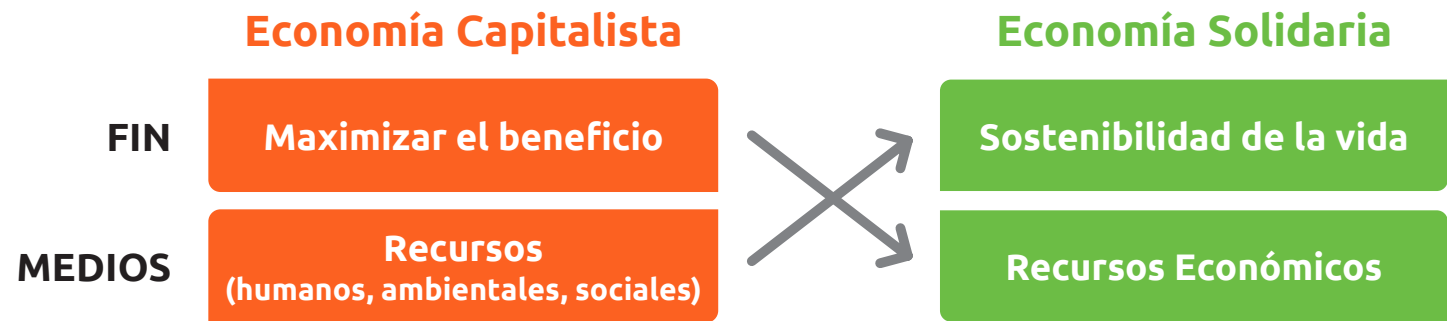 Economía Capitalista
Economía Solidaria
FIN
Maximizar el beneficio
Sostenibilidad de la vida
MEDIOS
Recursos
(humanos, ambientales, sociales)
Recursos Económicos